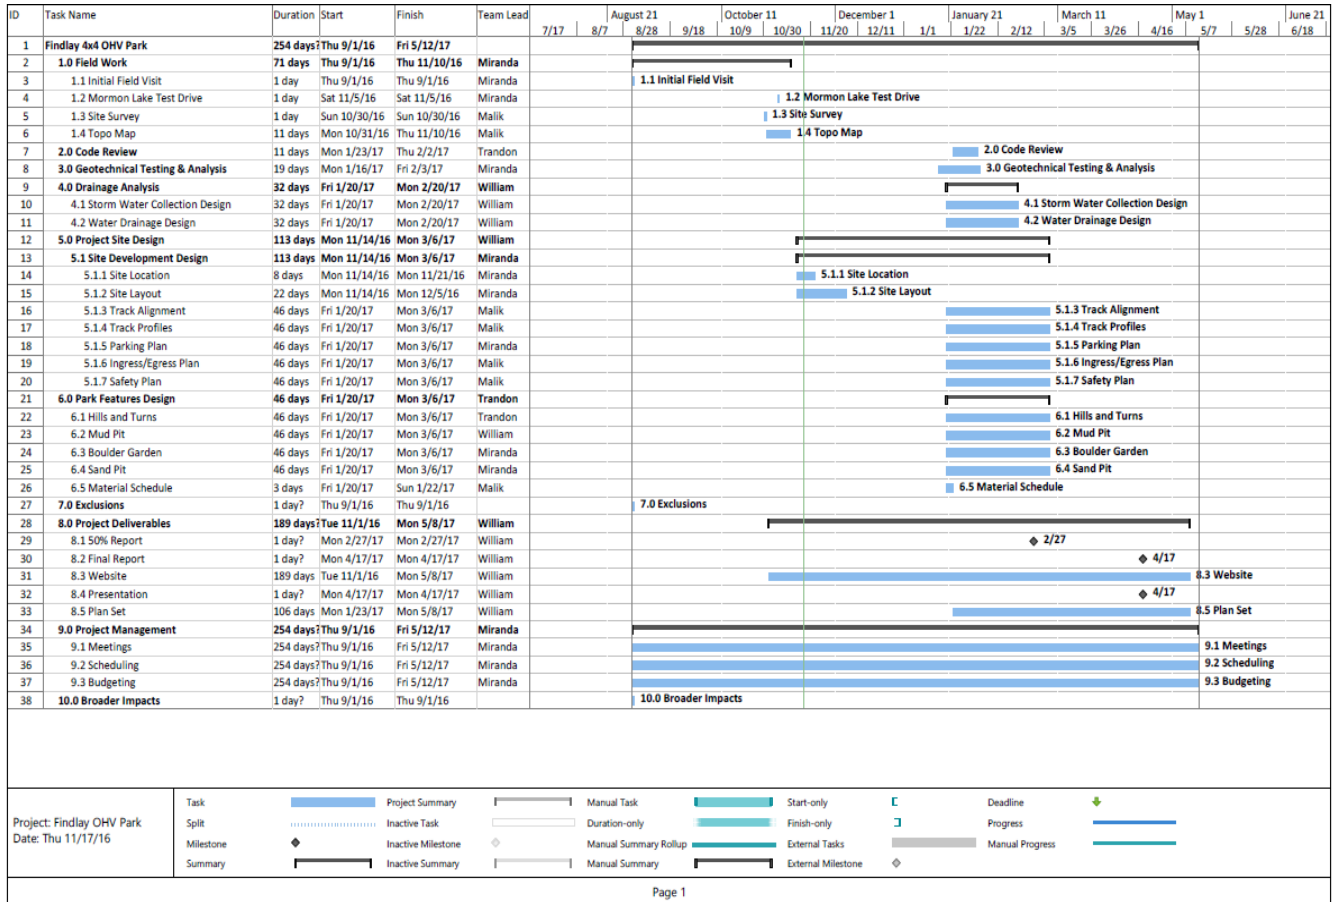 ID Task Name Duration Start Finish Team Lead August 21 October 11 December 1 January 21 March 11 May 1 June 21
7/17 8/7 8/28 9/18 10/9 10/30 11/20 12/11 1/1 1/22 2/12 3/5 3/26 4/16 5/7 5/28 6/18
1 Findlay 4x4 OHV Park 254 days? Thu 9/1/16 Fri 5/12/17
2 1.0 Field Work 71 days Thu 9/1/16 Thu 11/10/16 Miranda
3 1.1 Initial Field Visit 1 day Thu 9/1/16 Thu 9/1/16 Miranda 1.1 Initial Field Visit
4 1.2 Mormon Lake Test Drive 1 day Sat 11/5/16 Sat 11/5/16 Miranda 1.2 Mormon Lake Test Drive
5 1.3 Site Survey 1 day Sun 10/30/16 Sun 10/30/16 Malik 1.3 Site Survey
6 1.4 Topo Map 11 days Mon 10/31/16 Thu 11/10/16 Malik 1.4 Topo Map
7 2.0 Code Review 11 days Mon 1/23/17 Thu 2/2/17 Trandon 2.0 Code Review
8 3.0 Geotechnical Testing & Analysis 19 days Mon 1/16/17 Fri 2/3/17 Miranda 3.0 Geotechnical Testing & Analysis
9 4.0 Drainage Analysis 32 days Fri 1/20/17 Mon 2/20/17 William
10 4.1 Storm Water Collection Design 32 days Fri 1/20/17 Mon 2/20/17 William 4.1 Storm Water Collection Design
11 4.2 Water Drainage Design 32 days Fri 1/20/17 Mon 2/20/17 William 4.2 Water Drainage Design
12 5.0 Project Site Design 113 days Mon 11/14/16 Mon 3/6/17 William
13 5.1 Site Development Design 113 days Mon 11/14/16 Mon 3/6/17 Miranda
14 5.1.1 Site Location 8 days Mon 11/14/16 Mon 11/21/16 Miranda 5.1.1 Site Location
15 5.1.2 Site Layout 22 days Mon 11/14/16 Mon 12/5/16 Miranda 5.1.2 Site Layout
16 5.1.3 Track Alignment 46 days Fri 1/20/17 Mon 3/6/17 Malik 5.1.3 Track Alignment
17 5.1.4 Track Profiles 46 days Fri 1/20/17 Mon 3/6/17 Malik 5.1.4 Track Profiles
18 5.1.5 Parking Plan 46 days Fri 1/20/17 Mon 3/6/17 Miranda 5.1.5 Parking Plan
19 5.1.6 Ingress/Egress Plan 46 days Fri 1/20/17 Mon 3/6/17 Malik 5.1.6 Ingress/Egress Plan
20 5.1.7 Safety Plan 46 days Fri 1/20/17 Mon 3/6/17 Malik 5.1.7 Safety Plan
21 6.0 Park Features Design 46 days Fri 1/20/17 Mon 3/6/17 Trandon
22 6.1 Hills and Turns 46 days Fri 1/20/17 Mon 3/6/17 Trandon 6.1 Hills and Turns
23 6.2 Mud Pit 46 days Fri 1/20/17 Mon 3/6/17 William 6.2 Mud Pit
24 6.3 Boulder Garden 46 days Fri 1/20/17 Mon 3/6/17 Miranda 6.3 Boulder Garden
25 6.4 Sand Pit 46 days Fri 1/20/17 Mon 3/6/17 Miranda 6.4 Sand Pit
26 6.5 Material Schedule 3 days Fri 1/20/17 Sun 1/22/17 Malik 6.5 Material Schedule
27 7.0 Exclusions 1 day? Thu 9/1/16 Thu 9/1/16 7.0 Exclusions
28 8.0 Project Deliverables 189 days? Tue 11/1/16 Mon 5/8/17 William
29 8.1 50% Report 1 day? Mon 2/27/17 Mon 2/27/17 William 2/27
30 8.2 Final Report 1 day? Mon 4/17/17 Mon 4/17/17 William 4/17
31 8.3 Website 189 days Tue 11/1/16 Mon 5/8/17 William 8.3 Website
32 8.4 Presentation 1 day? Mon 4/17/17 Mon 4/17/17 William 4/17
33 8.5 Plan Set 106 days Mon 1/23/17 Mon 5/8/17 William 8.5 Plan Set
34 9.0 Project Management 254 days? Thu 9/1/16 Fri 5/12/17 Miranda
35 9.1 Meetings 254 days? Thu 9/1/16 Fri 5/12/17 Miranda 9.1 Meetings
36 9.2 Scheduling 254 days? Thu 9/1/16 Fri 5/12/17 Miranda 9.2 Scheduling
37 9.3 Budgeting 254 days? Thu 9/1/16 Fri 5/12/17 Miranda 9.3 Budgeting
38 10.0 Broader Impacts 1 day? Thu 9/1/16 Thu 9/1/16 10.0 Broader Impacts
Project: Findlay OHV Park
Date: Thu 11/17/16
Task Project Summary Manual Task Start-only Deadline
Split Inactive Task Duration-only Finish-only Progress
Milestone Inactive Milestone Manual Summary Rollup External Tasks Manual Progress
Summary Inactive Summary Manual Summary External Milestone
Page 1